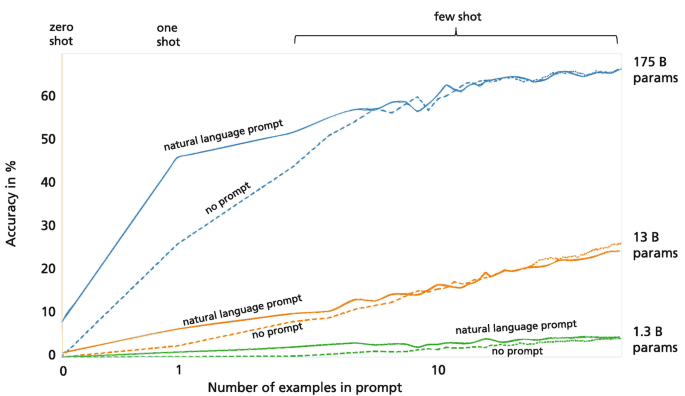 few shot
zero
shot
one
shot
175 B
params
60
50
40
30
20
10
0
Accuracy in %
natural language prompt
no prompt
13 B
params
natural language prompt
no prompt
1.3 B
params
natural language prompt
no prompt
0
1
10
Number of examples in prompt